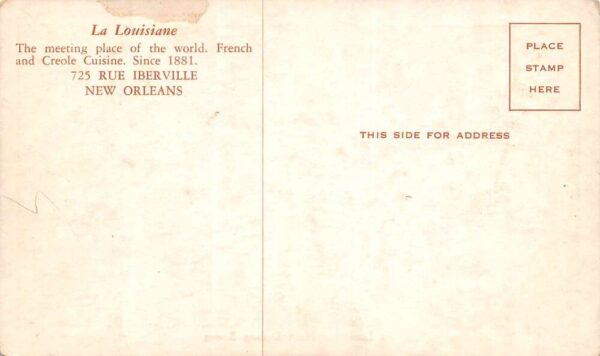 La Louisiane
The meeting place of the world. French
and Creole Cuisine. Since 1881.
725 RUE IBERVILLE
NEW ORLEANS
PLACE
STAMP
HERE
THIS SIDE FOR ADDRESS